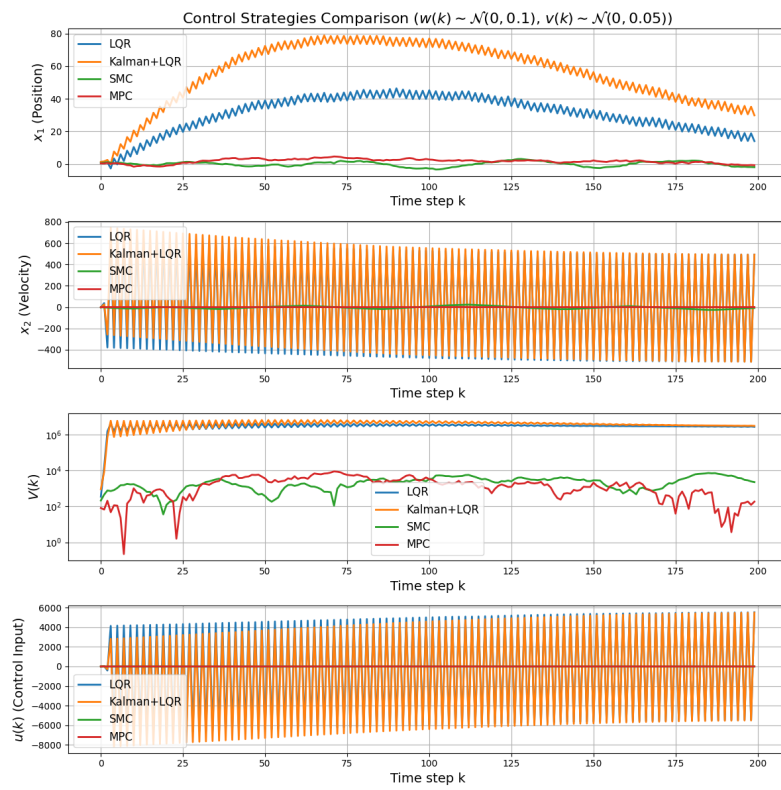 Control Strategies Comparison (w(k) ∼ 𝒩(0, 0.1), v(k) ∼ 𝒩(0, 0.05))
x₁ (Position)
80
60
40
20
0
LQR
Kalman+LQR
SMC
MPC
0 25 50 75 100 125 150 175 200
Time step k
x₂ (Velocity)
800
600
400
200
0
−200
−400
LQR
Kalman+LQR
SMC
MPC
0 25 50 75 100 125 150 175 200
Time step k
V(k)
10⁶
10⁴
10²
10⁰
LQR
Kalman+LQR
SMC
MPC
0 25 50 75 100 125 150 175 200
Time step k
u(k) (Control Input)
6000
4000
2000
0
−2000
−4000
−6000
−8000
LQR
Kalman+LQR
SMC
MPC
0 25 50 75 100 125 150 175 200
Time step k